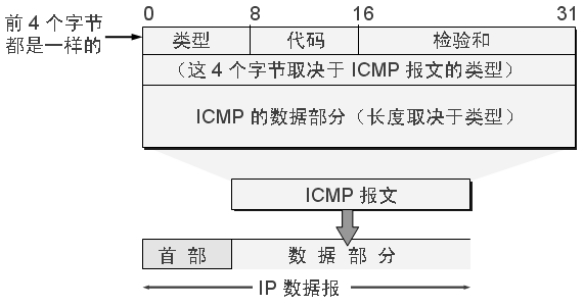 0 8 16 31
前 4 个字节
都是一样的
类型 代码 检验和
（这 4 个字节取决于 ICMP 报文的类型）
ICMP 的数据部分（长度取决于类型）
ICMP 报文
首 部 数 据 部 分
IP 数据报